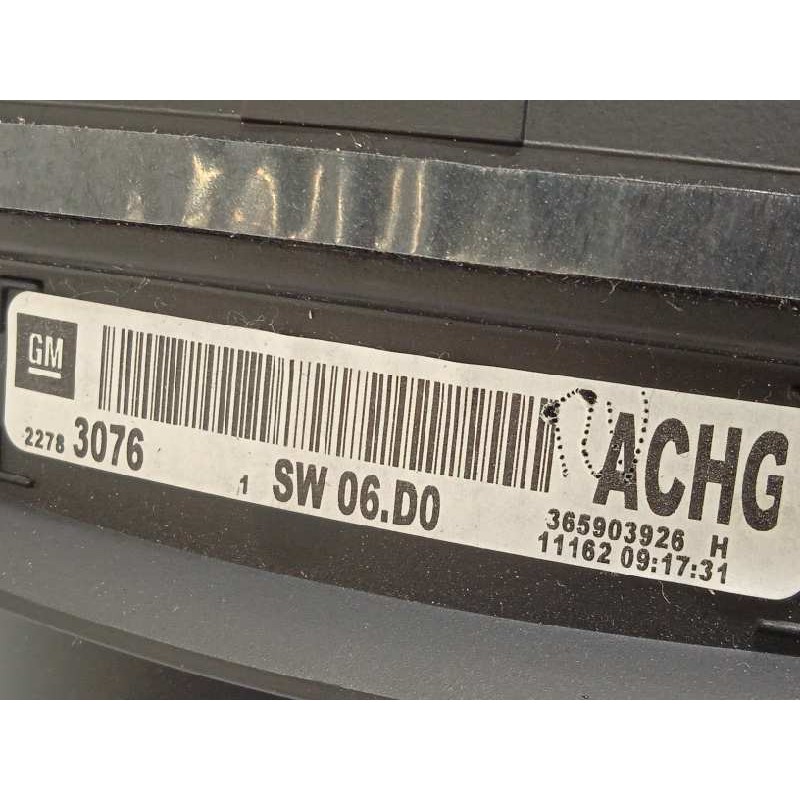 GM
2278 3076
1 SW 06.D0
ACHG
365903926 H
11162 09:17:31